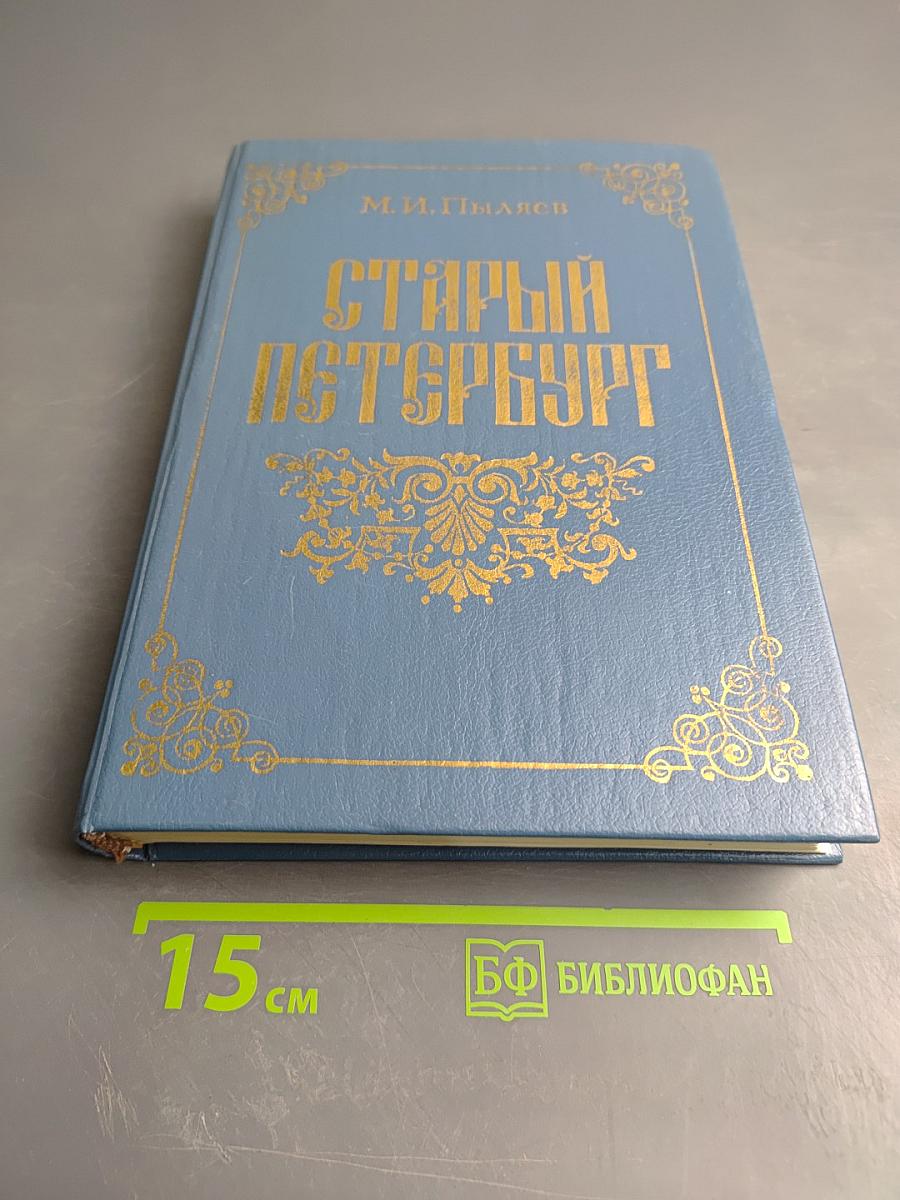 М. И. Пыляев
СТАРЫЙ
ПЕТЕРБУРГ
15 см
БФ БИБЛИОФАН